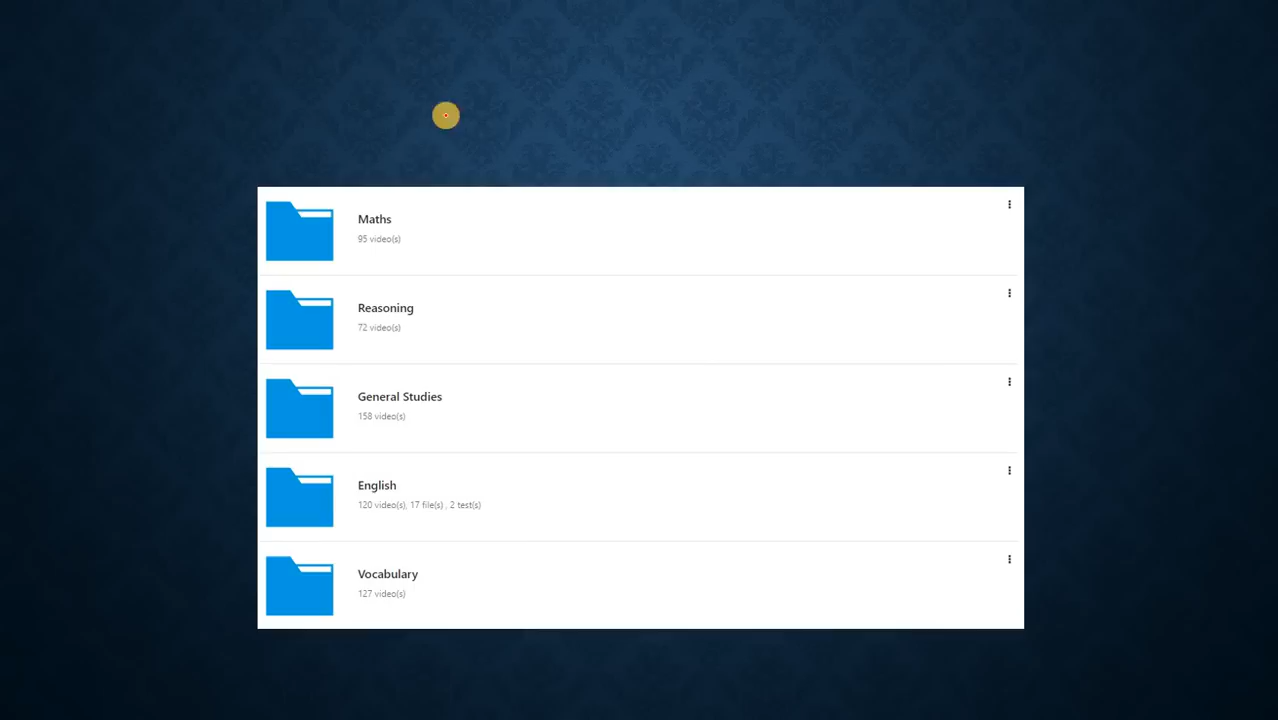 Maths
95 video(s)
Reasoning
72 video(s)
General Studies
158 video(s)
English
120 video(s), 17 file(s) , 2 test(s)
Vocabulary
127 video(s)